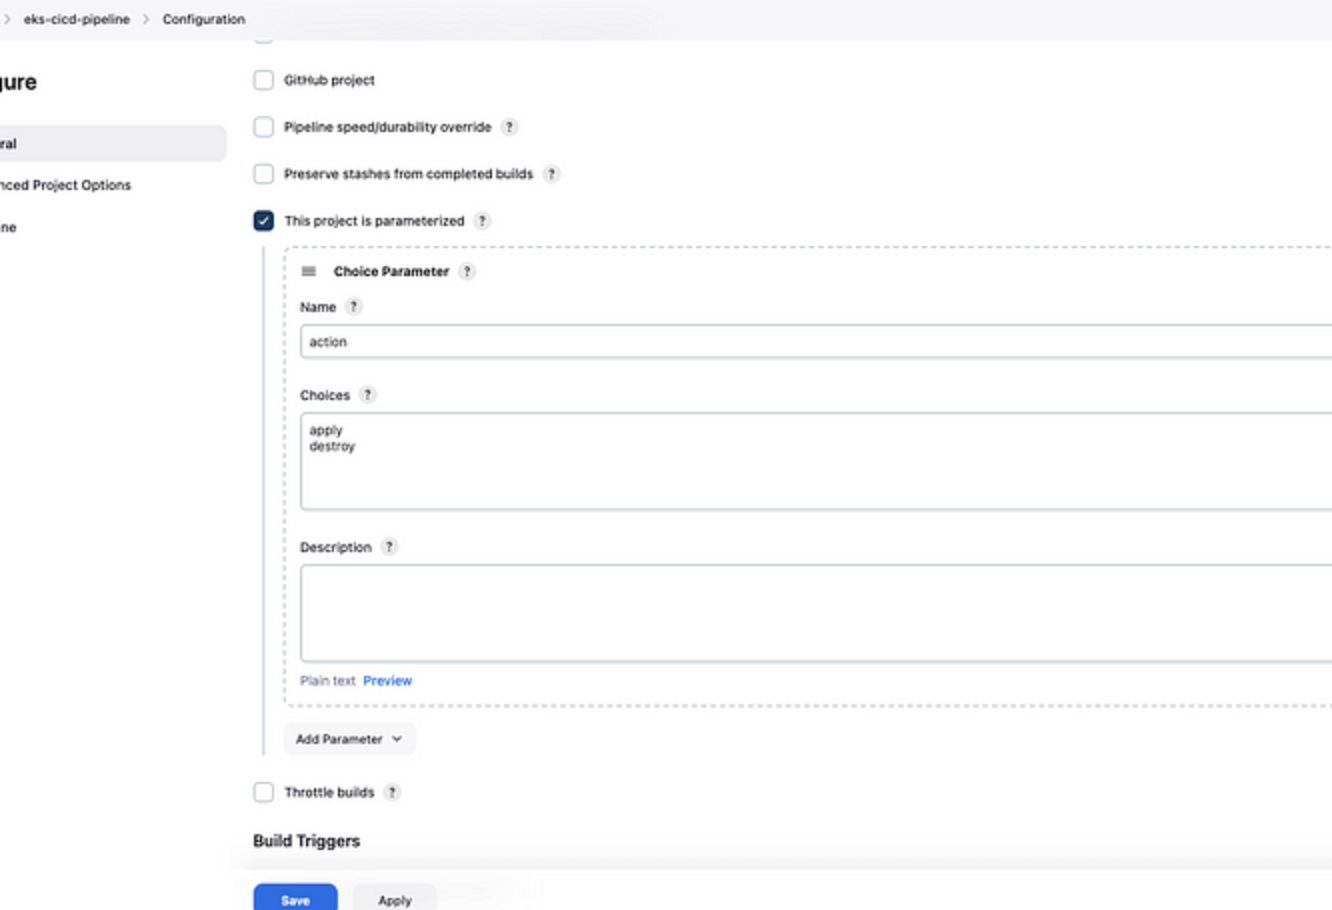 eks-cicd-pipeline > Configuration
gure
GitHub project
ral
Pipeline speed/durability override ?
Preserve stashes from completed builds ?
nced Project Options
This project is parameterized ?
ne
Choice Parameter ?
Name ?
action
Choices ?
apply
destroy
Description ?
Plain text Preview
Add Parameter
Throttle builds ?
Build Triggers
Save Apply